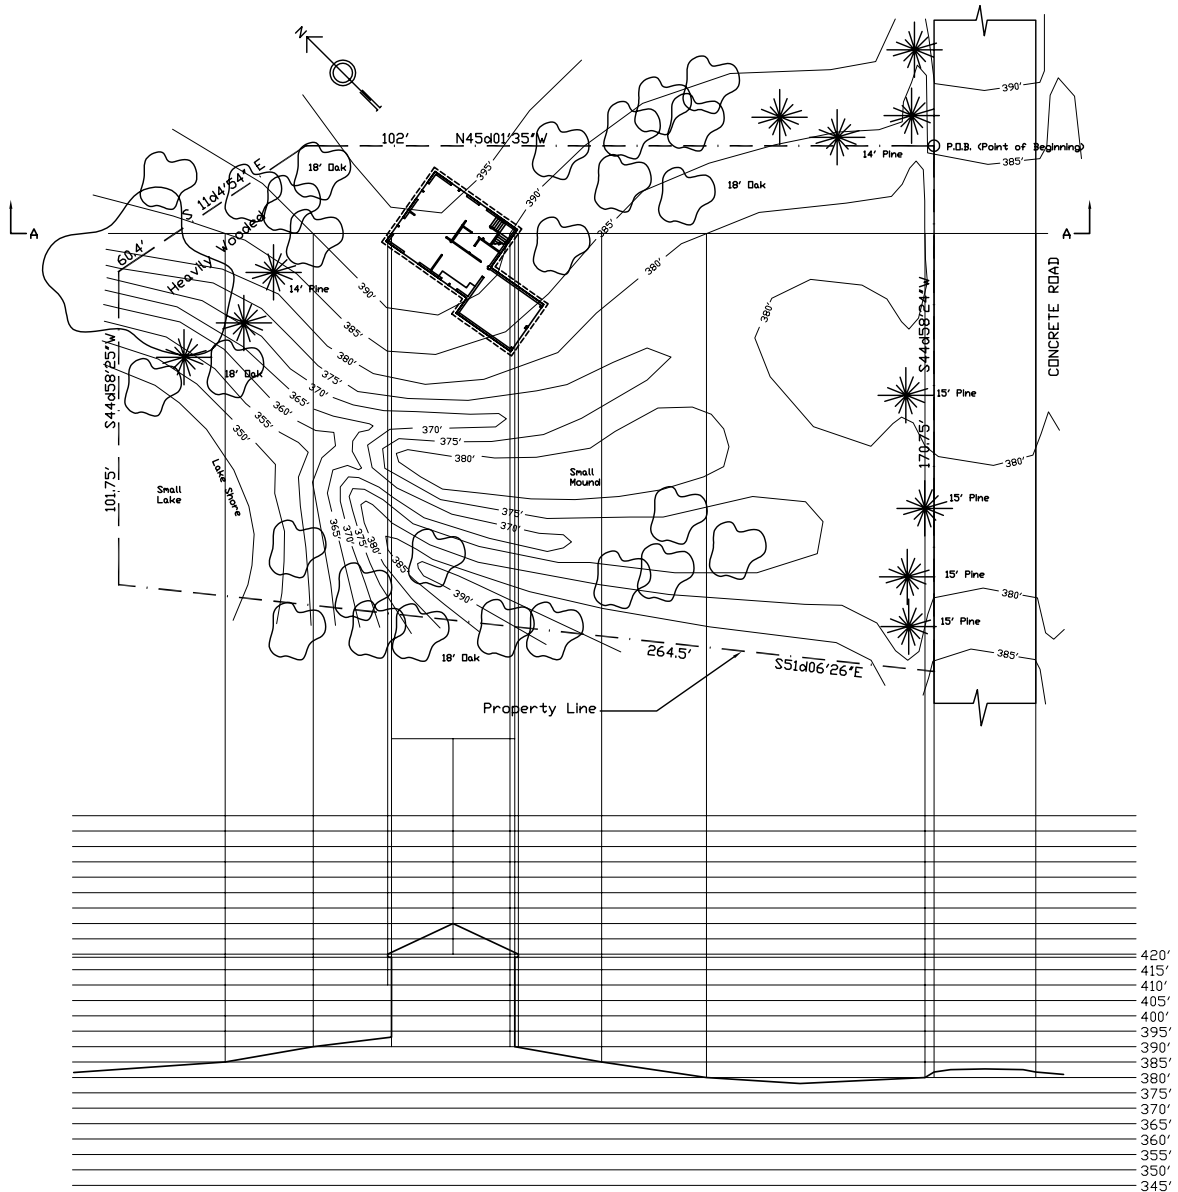 N
102' N45d01'35"W
18' Oak
S 11d4'54" E
60.4'
Heavily Wooded
14' Pine
18' Oak
14' Pine
18' Oak
P.O.B. (Point of Beginning)
390'
385'
395'
390'
385'
380'
A
A
390'
385'
380'
375'
370'
365'
360'
355'
350'
380'
S44d58'24"W
170.75'
CONCRETE ROAD
S44d58'25"W
101.75'
Small
Lake
Lake Shore
370'
375'
380'
Small
Mound
375'
370'
365'
370'
375'
380'
385'
390'
15' Pine
380'
15' Pine
15' Pine
380'
15' Pine
385'
18' Oak
264.5'
S51d06'26"E
Property Line
420'
415'
410'
405'
400'
395'
390'
385'
380'
375'
370'
365'
360'
355'
350'
345'